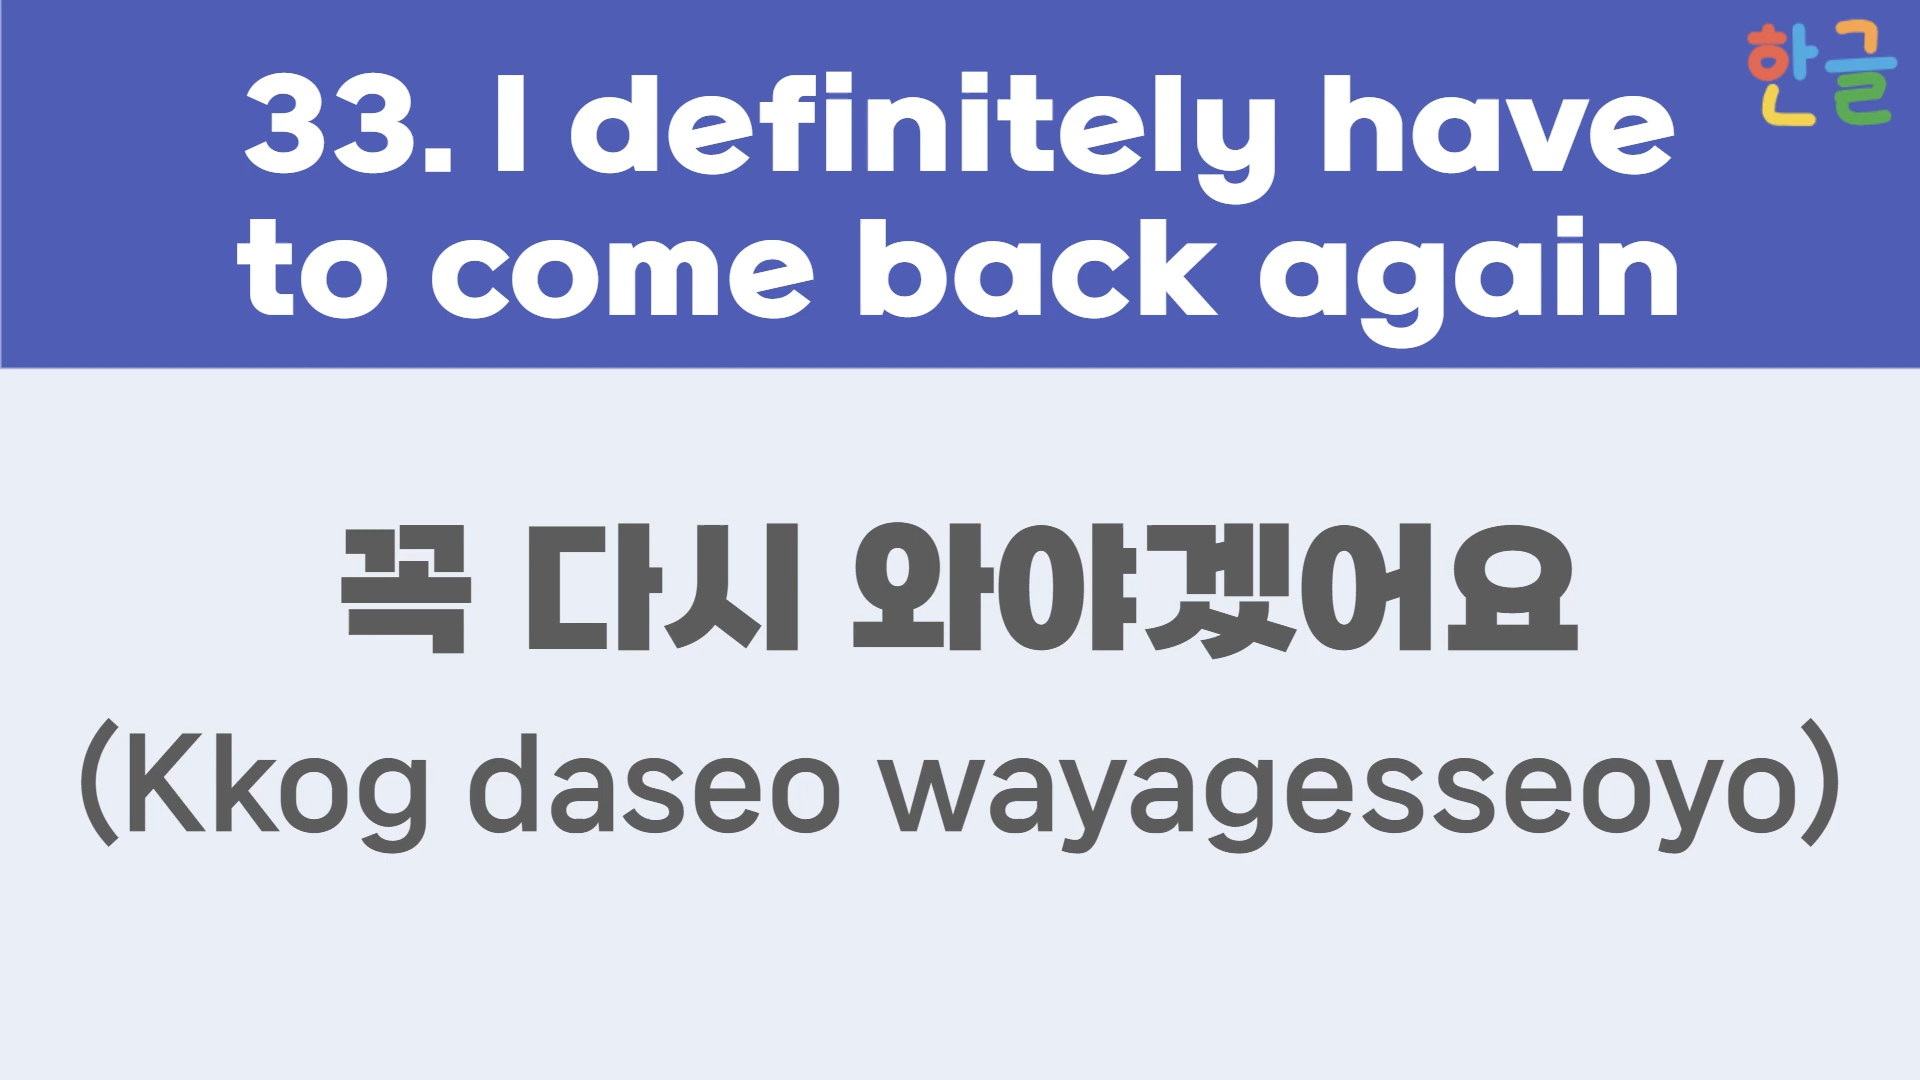 한글
33. I definitely have
to come back again
꼭 다시 와야겠어요
(Kkog daseo wayagesseoyo)